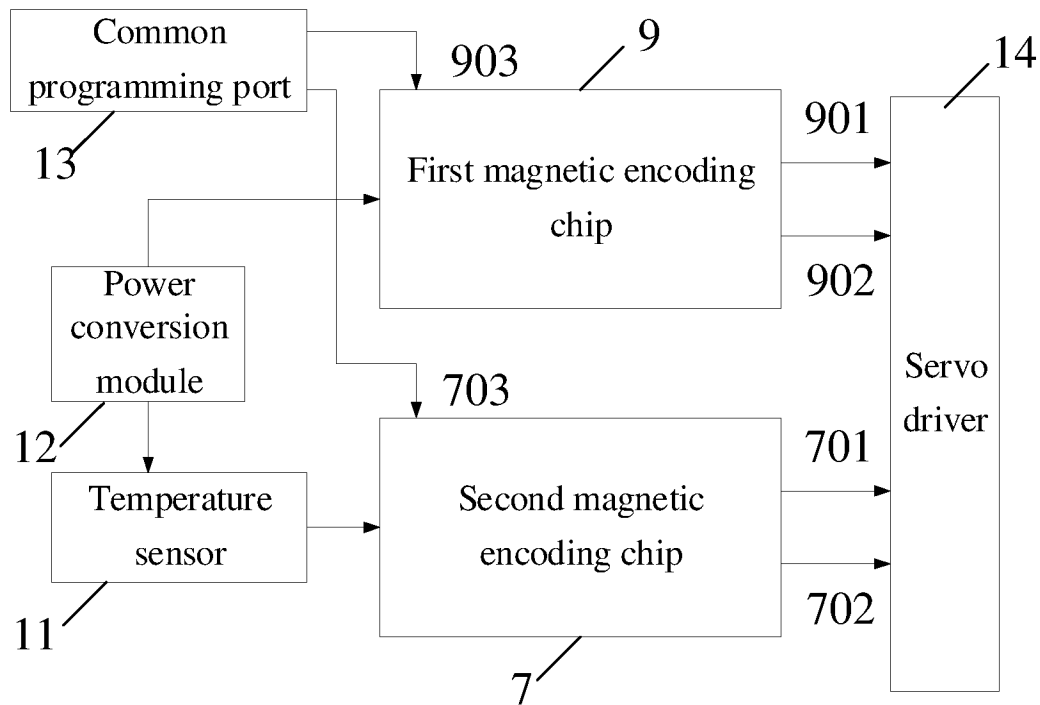 Common
programming port
13
903
9
14
First magnetic encoding
chip
901
902
Power
conversion
module
12
703
Servo
driver
Temperature
sensor
11
Second magnetic
encoding chip
701
702
7